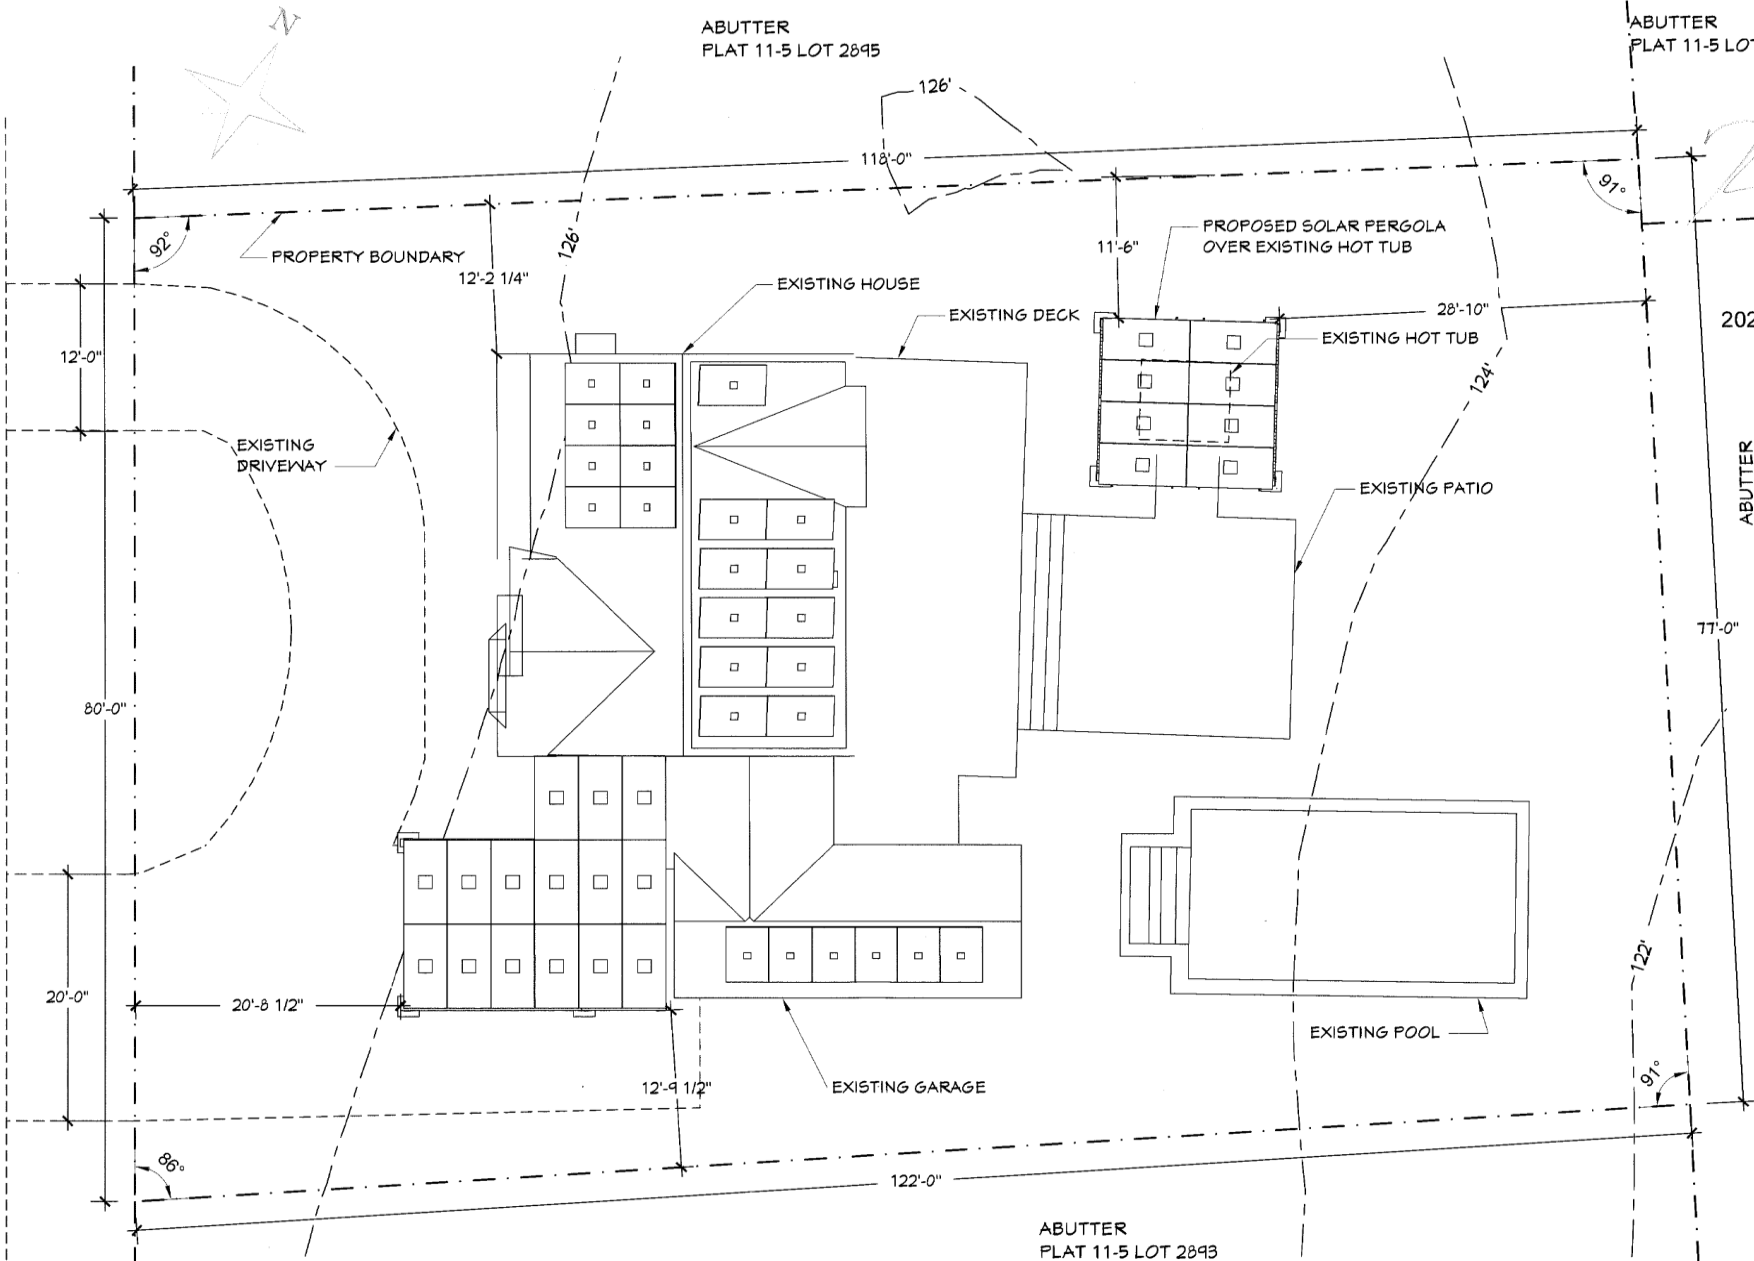 N
ABUTTER
PLAT 11-5 LOT 2895
ABUTTER
PLAT 11-5 LOT
126'
118'-0"
91°
92°
PROPERTY BOUNDARY
126'
12'-2 1/4"
11'-6"
PROPOSED SOLAR PERGOLA
OVER EXISTING HOT TUB
EXISTING HOUSE
EXISTING DECK
28'-10"
EXISTING HOT TUB
202
12'-0"
124'
EXISTING
DRIVEWAY
EXISTING PATIO
ABUTTER
77'-0"
80'-0"
122'
20'-0"
20'-8 1/2"
EXISTING POOL
12'-9 1/2"
EXISTING GARAGE
91°
86°
122'-0"
ABUTTER
PLAT 11-5 LOT 2893